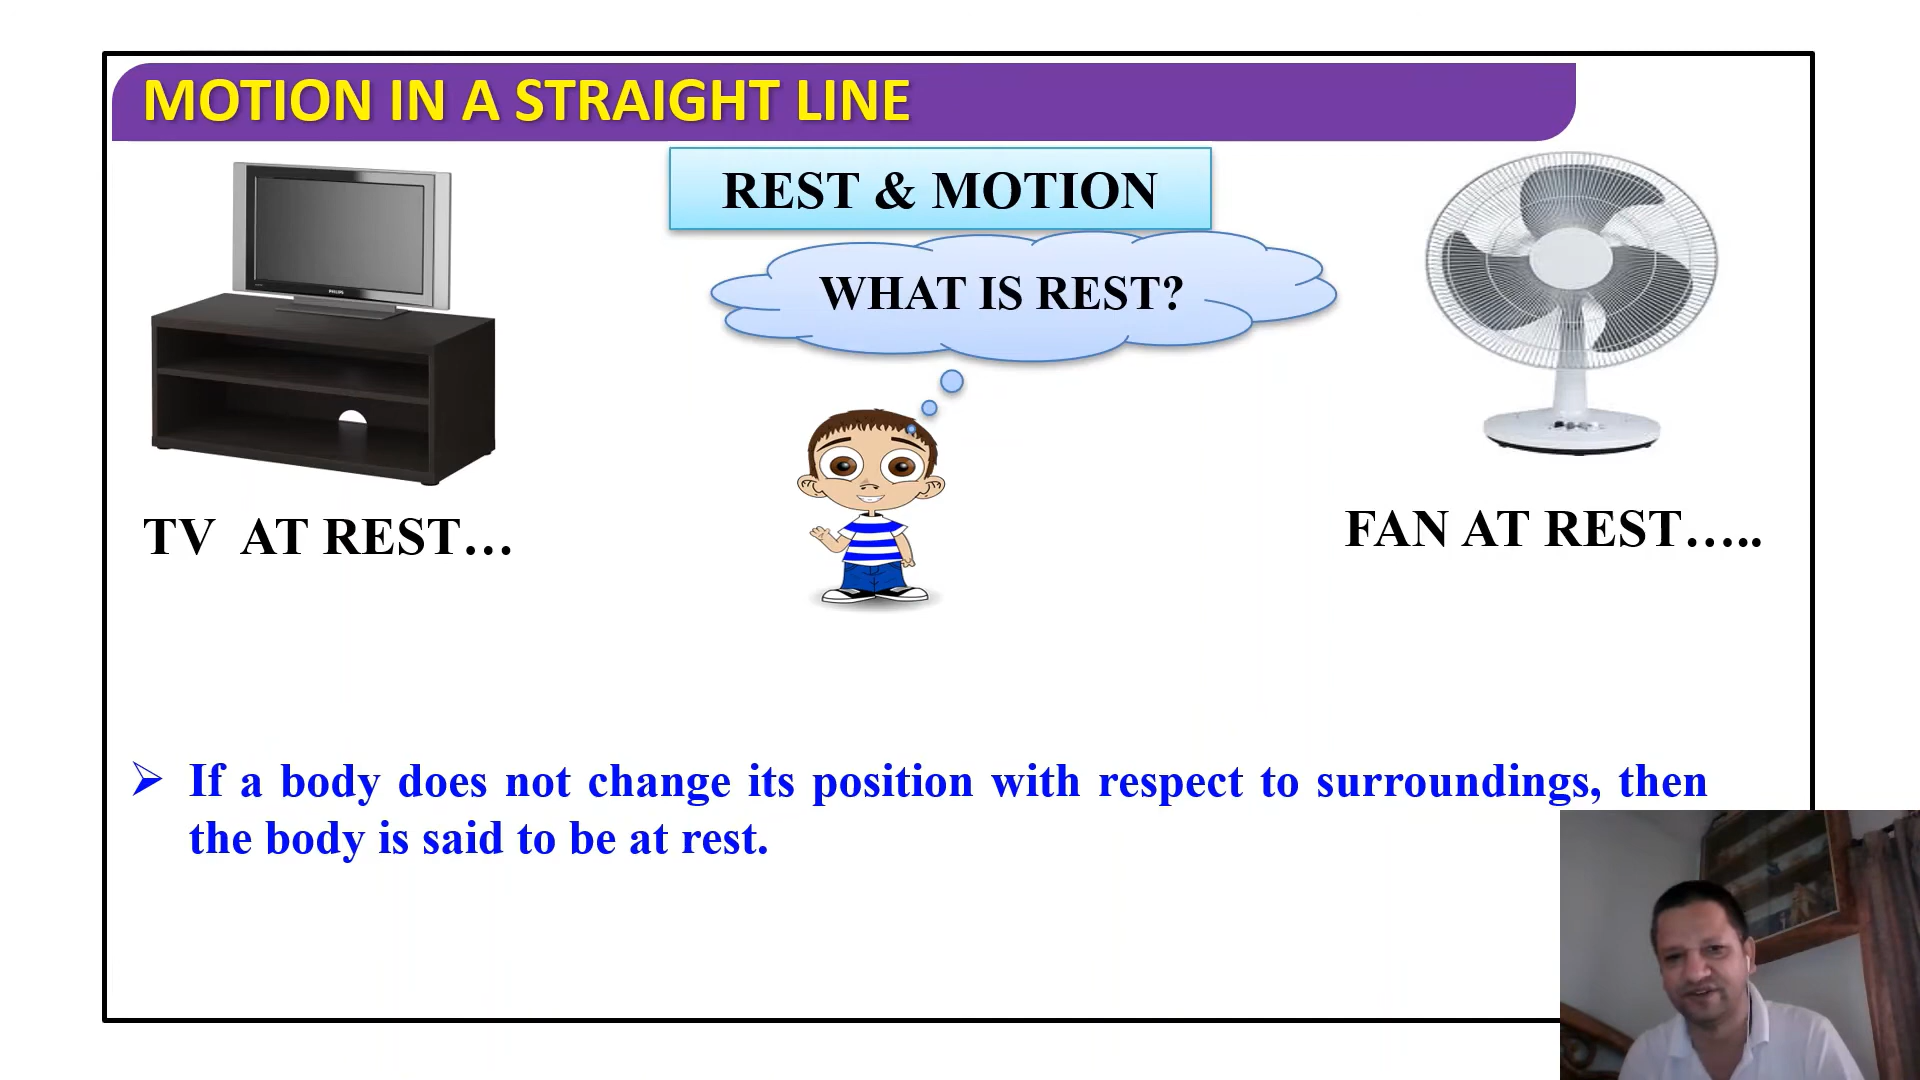 MOTION IN A STRAIGHT LINE
REST & MOTION
WHAT IS REST?
PHILIPS
TV AT REST…
FAN AT REST…..
If a body does not change its position with respect to surroundings, then
the body is said to be at rest.